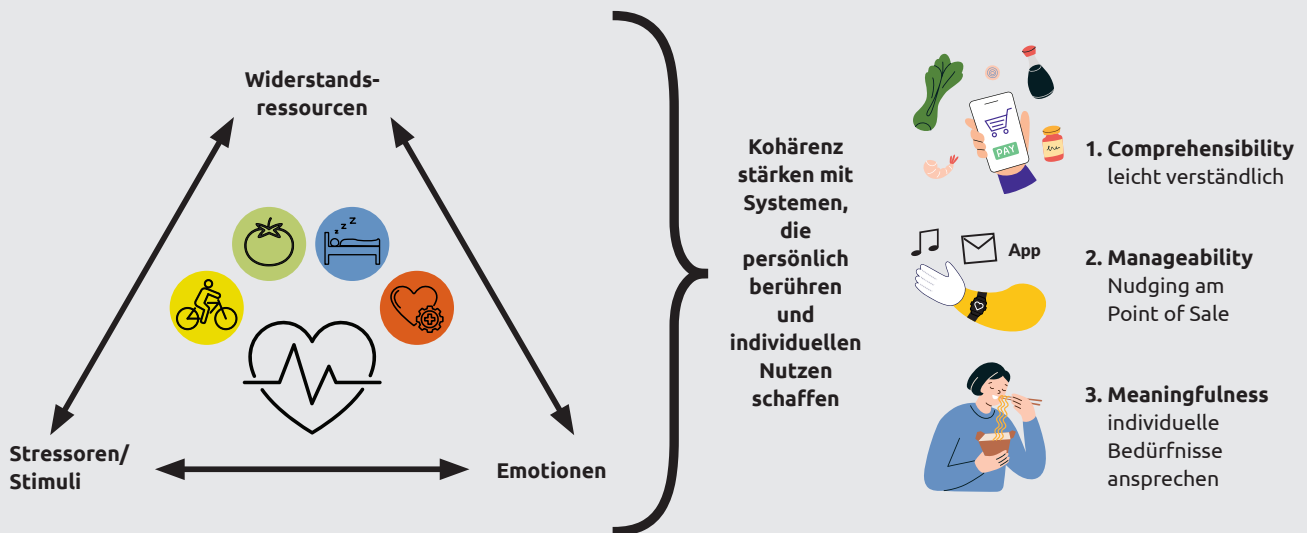 Widerstands-
ressourcen
Stressoren/
Stimuli
Emotionen
z z Z
Kohärenz
stärken mit
Systemen,
die
persönlich
berühren
und
individuellen
Nutzen
schaffen
PAY
1. Comprehensibility
leicht verständlich
App
2. Manageability
Nudging am
Point of Sale
3. Meaningfulness
individuelle
Bedürfnisse
ansprechen